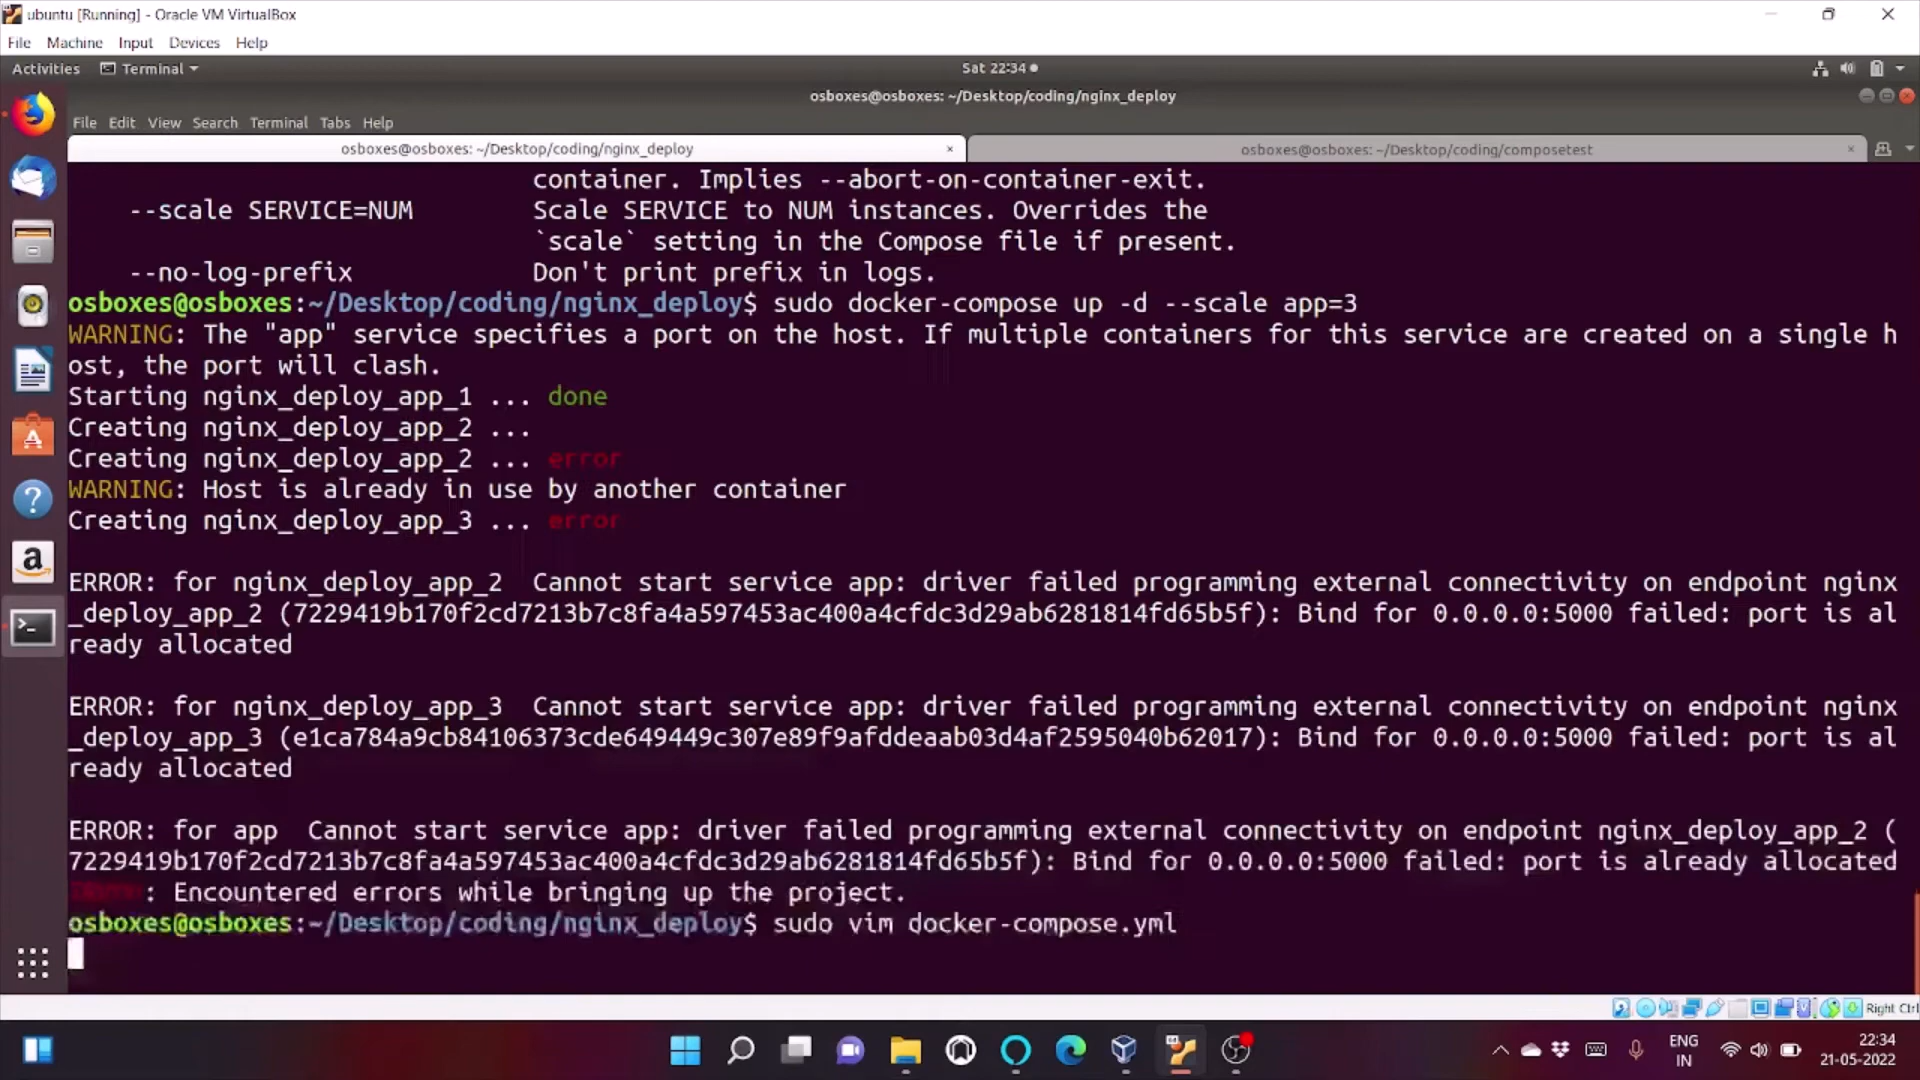 ubuntu [Running] - Oracle VM VirtualBox
File Machine Input Devices Help
Activities Terminal Sat 22:34
osboxes@osboxes: ~/Desktop/coding/nginx_deploy
File Edit View Search Terminal Tabs Help
osboxes@osboxes: ~/Desktop/coding/nginx_deploy × osboxes@osboxes: ~/Desktop/coding/composetest ×
container. Implies --abort-on-container-exit.
--scale SERVICE=NUM Scale SERVICE to NUM instances. Overrides the
`scale` setting in the Compose file if present.
--no-log-prefix Don't print prefix in logs.
osboxes@osboxes:~/Desktop/coding/nginx_deploy$ sudo docker-compose up -d --scale app=3
WARNING: The "app" service specifies a port on the host. If multiple containers for this service are created on a single h
ost, the port will clash.
Starting nginx_deploy_app_1 ... done
Creating nginx_deploy_app_2 ...
Creating nginx_deploy_app_2 ... error
WARNING: Host is already in use by another container
Creating nginx_deploy_app_3 ... error
ERROR: for nginx_deploy_app_2 Cannot start service app: driver failed programming external connectivity on endpoint nginx
_deploy_app_2 (7229419b170f2cd7213b7c8fa4a597453ac400a4cfdc3d29ab6281814fd65b5f): Bind for 0.0.0.0:5000 failed: port is al
ready allocated
ERROR: for nginx_deploy_app_3 Cannot start service app: driver failed programming external connectivity on endpoint nginx
_deploy_app_3 (e1ca784a9cb84106373cde649449c307e89f9afddeaab03d4af2595040b62017): Bind for 0.0.0.0:5000 failed: port is al
ready allocated
ERROR: for app Cannot start service app: driver failed programming external connectivity on endpoint nginx_deploy_app_2 (
7229419b170f2cd7213b7c8fa4a597453ac400a4cfdc3d29ab6281814fd65b5f): Bind for 0.0.0.0:5000 failed: port is already allocated
: Encountered errors while bringing up the project.
osboxes@osboxes:~/Desktop/coding/nginx_deploy$ sudo vim docker-compose.yml
Right Ctrl
ENG
IN
22:34
21-05-2022